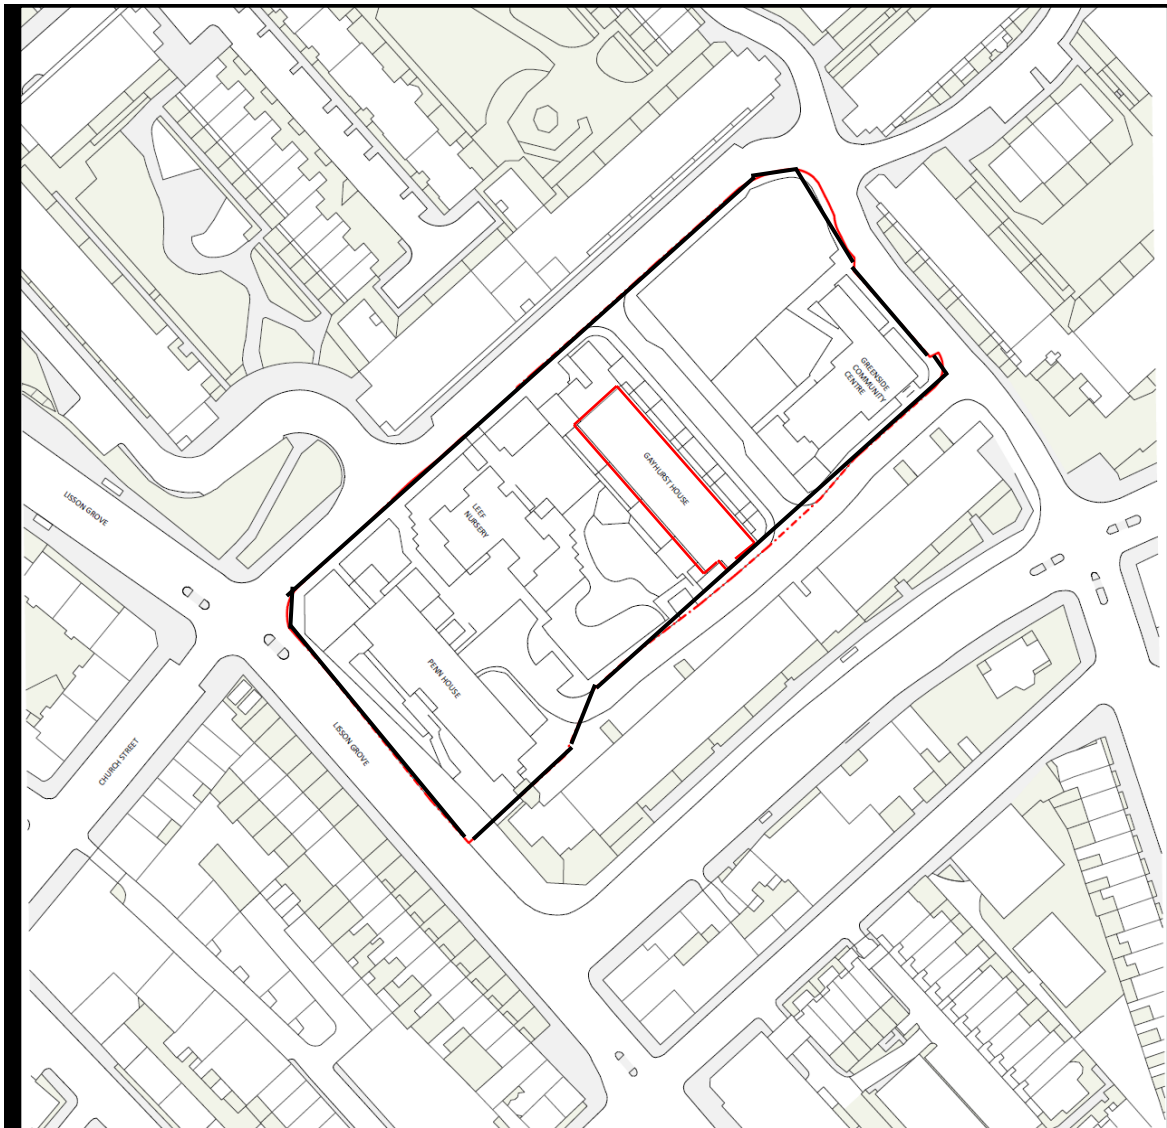 GREENSIDE
COMMUNITY
CENTRE
GAYHURST HOUSE
LISSON GROVE
LEEF
NURSERY
PENN HOUSE
LISSON GROVE
CHURCH STREET